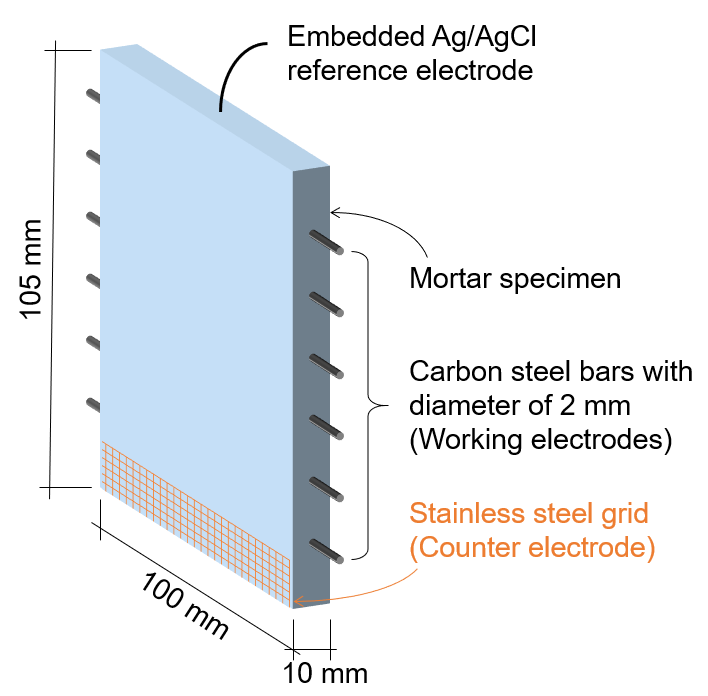 Embedded Ag/AgCl
reference electrode
105 mm
Mortar specimen
Carbon steel bars with
diameter of 2 mm
(Working electrodes)
Stainless steel grid
(Counter electrode)
100 mm
10 mm